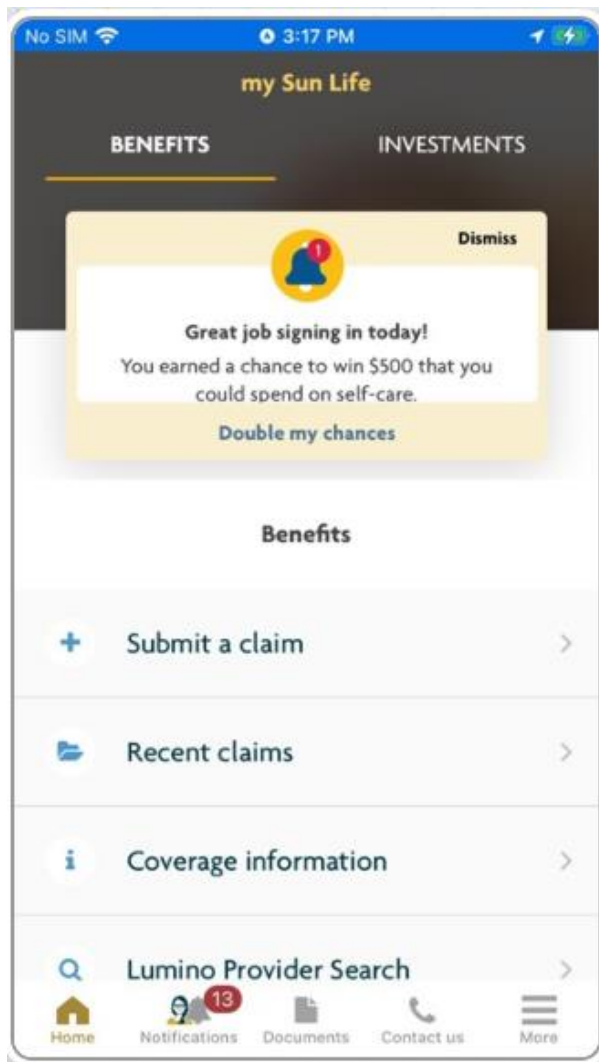 No SIM 3:17 PM
my Sun Life
BENEFITS INVESTMENTS
Dismiss
1
Great job signing in today!
You earned a chance to win $500 that you
could spend on self-care.
Double my chances
Benefits
Submit a claim
Recent claims
Coverage information
Lumino Provider Search
13
Home Notifications Documents Contact us More